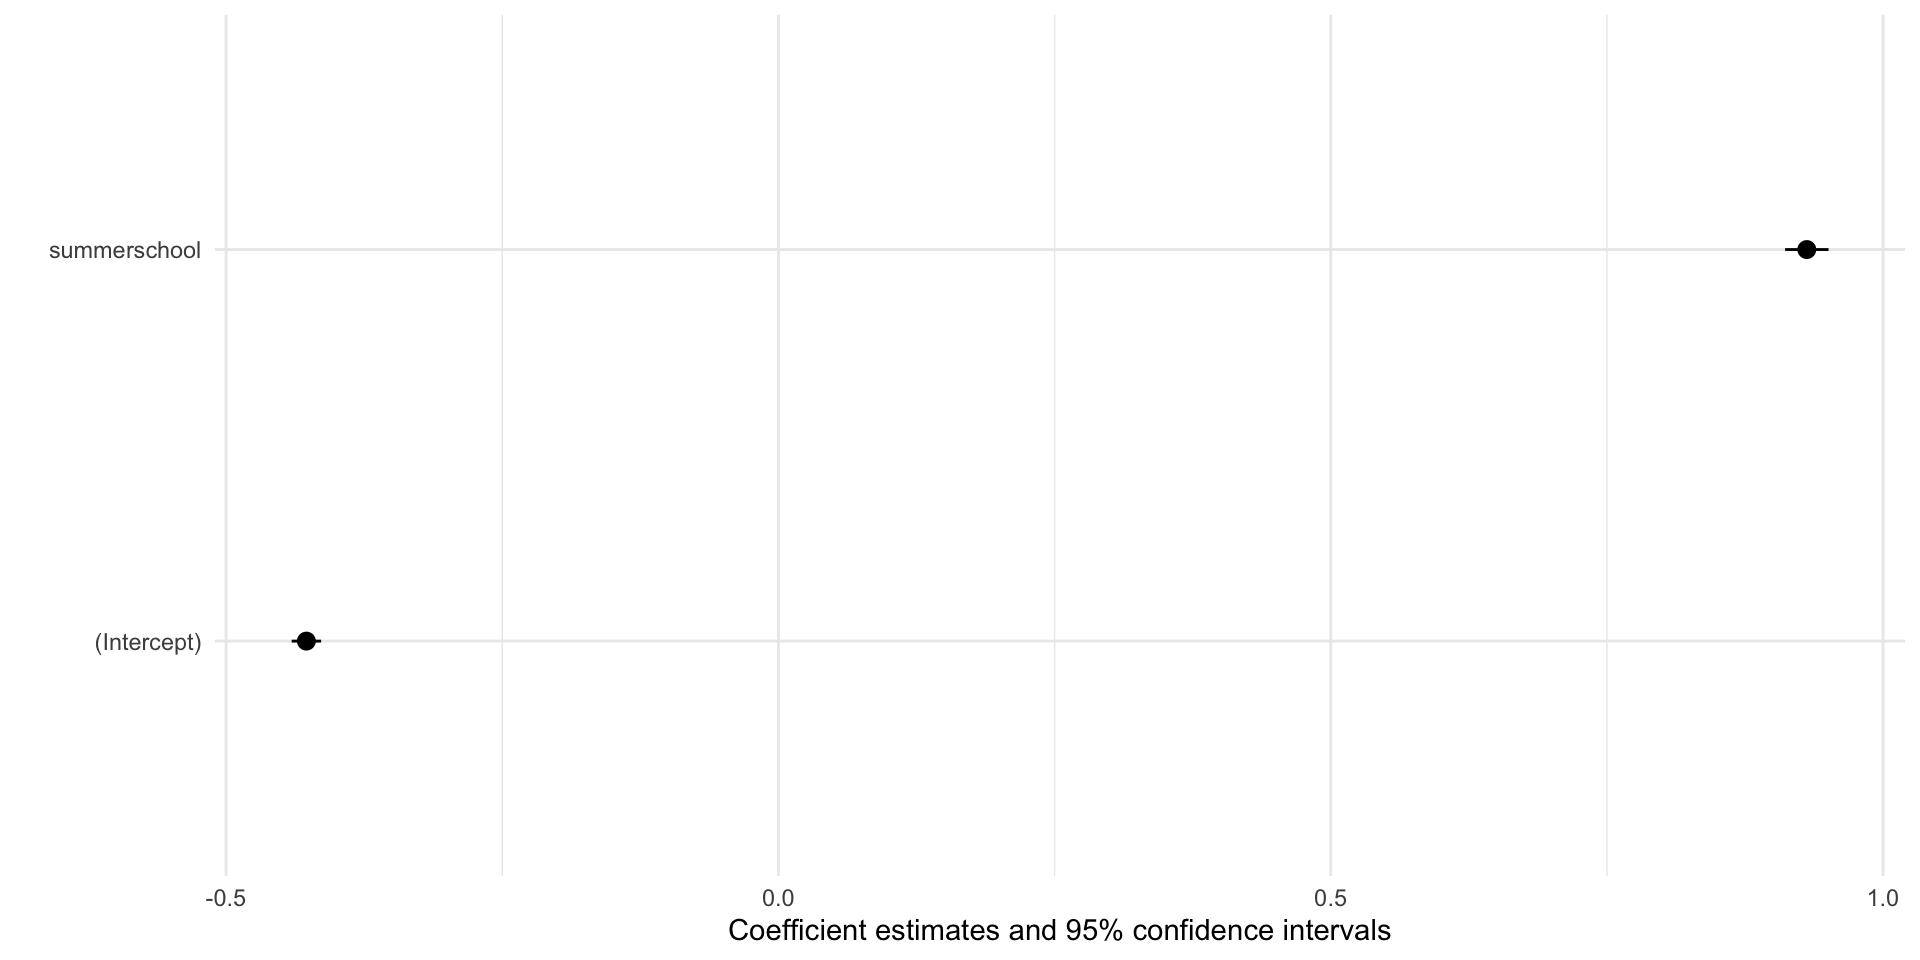 summerschool
(Intercept)
-0.5 0.0 0.5 1.0
Coefficient estimates and 95% confidence intervals